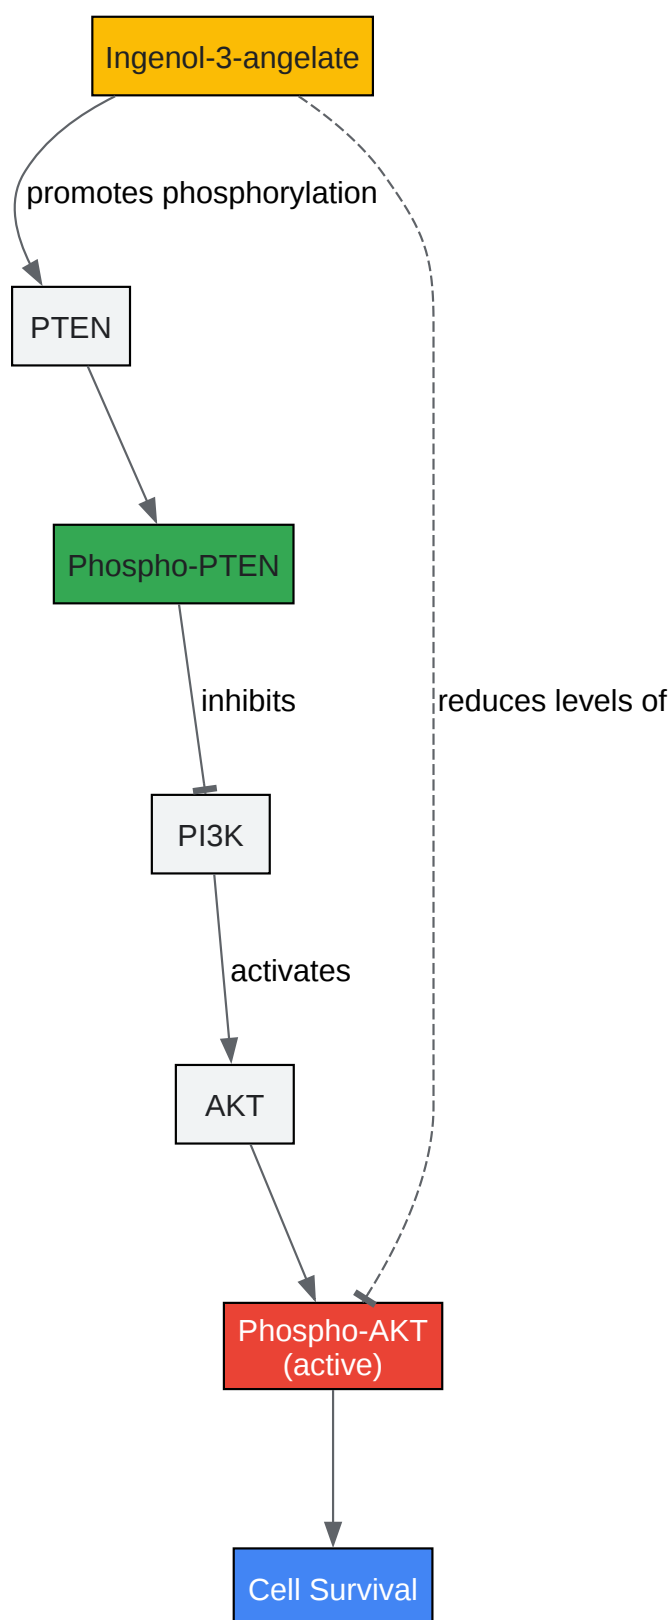 Ingenol-3-angelate
promotes phosphorylation
PTEN
Phospho-PTEN
inhibits
reduces levels of
PI3K
activates
AKT
Phospho-AKT
(active)
Cell Survival